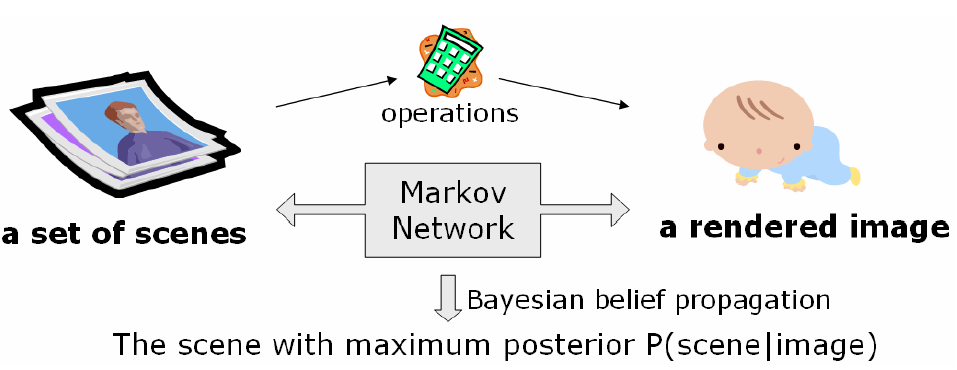 operations
a set of scenes
Markov
Network
a rendered image
Bayesian belief propagation
The scene with maximum posterior P(scene|image)